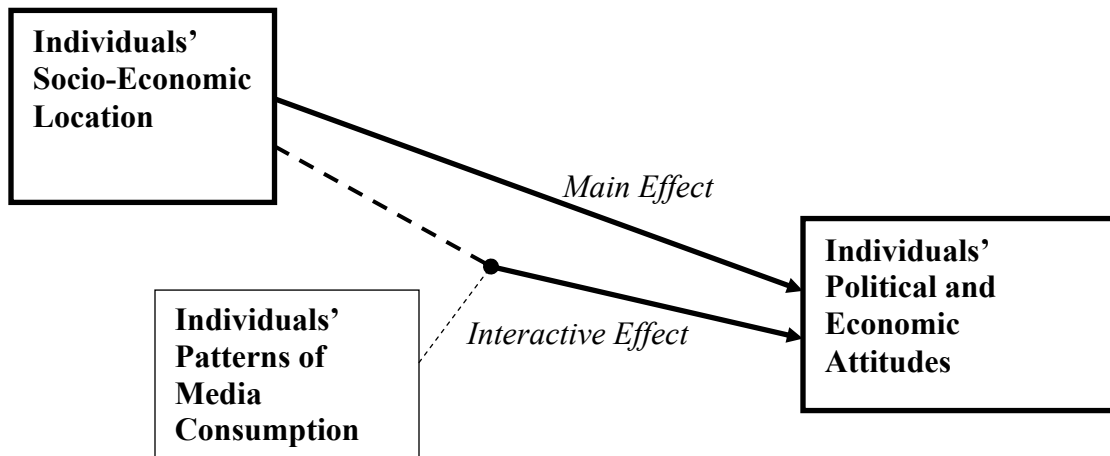 Individuals’
Socio-Economic
Location
Main Effect
Individuals’
Political and
Economic
Attitudes
Individuals’
Patterns of
Media
Consumption
Interactive Effect